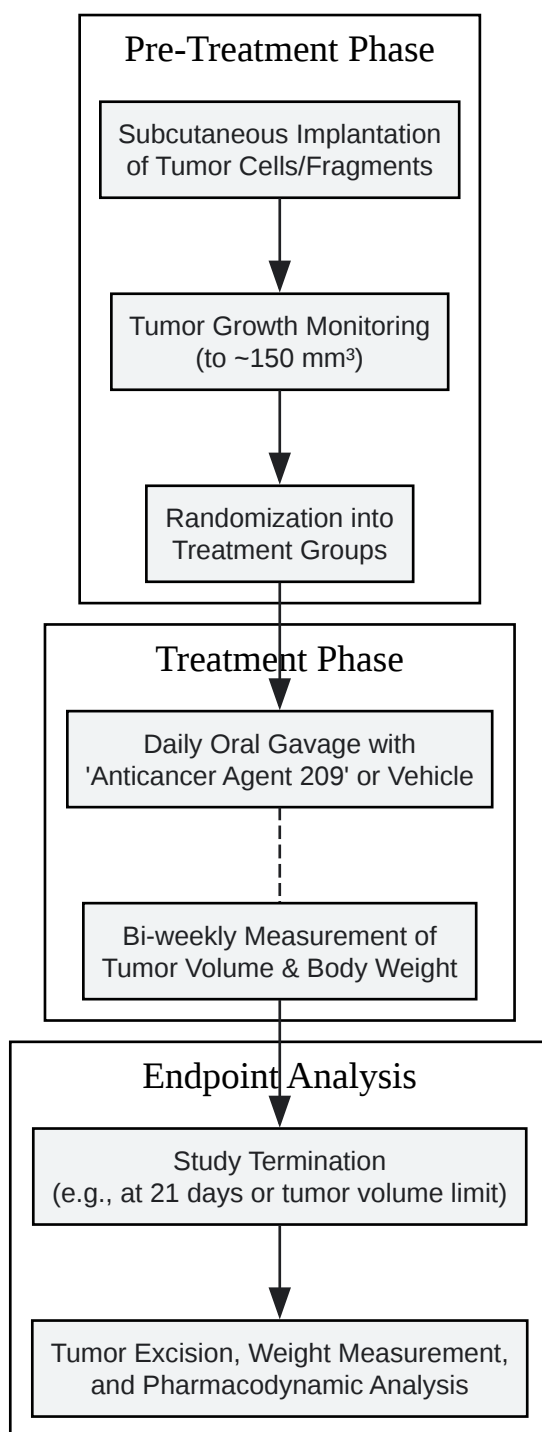 Pre-Treatment Phase
Subcutaneous Implantation
of Tumor Cells/Fragments
Tumor Growth Monitoring
(to ~150 mm³)
Randomization into
Treatment Groups
Treatment Phase
Daily Oral Gavage with
'Anticancer Agent 209' or Vehicle
Bi-weekly Measurement of
Tumor Volume & Body Weight
Endpoint Analysis
Study Termination
(e.g., at 21 days or tumor volume limit)
Tumor Excision, Weight Measurement,
and Pharmacodynamic Analysis